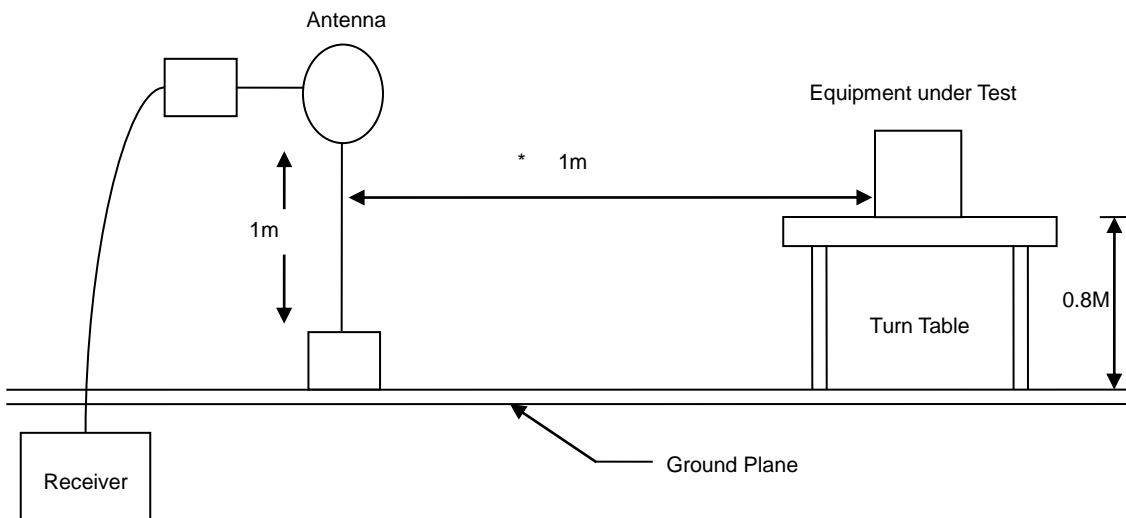 Antenna
Equipment under Test
* 1m
1m
0.8M
Turn Table
Ground Plane
Receiver